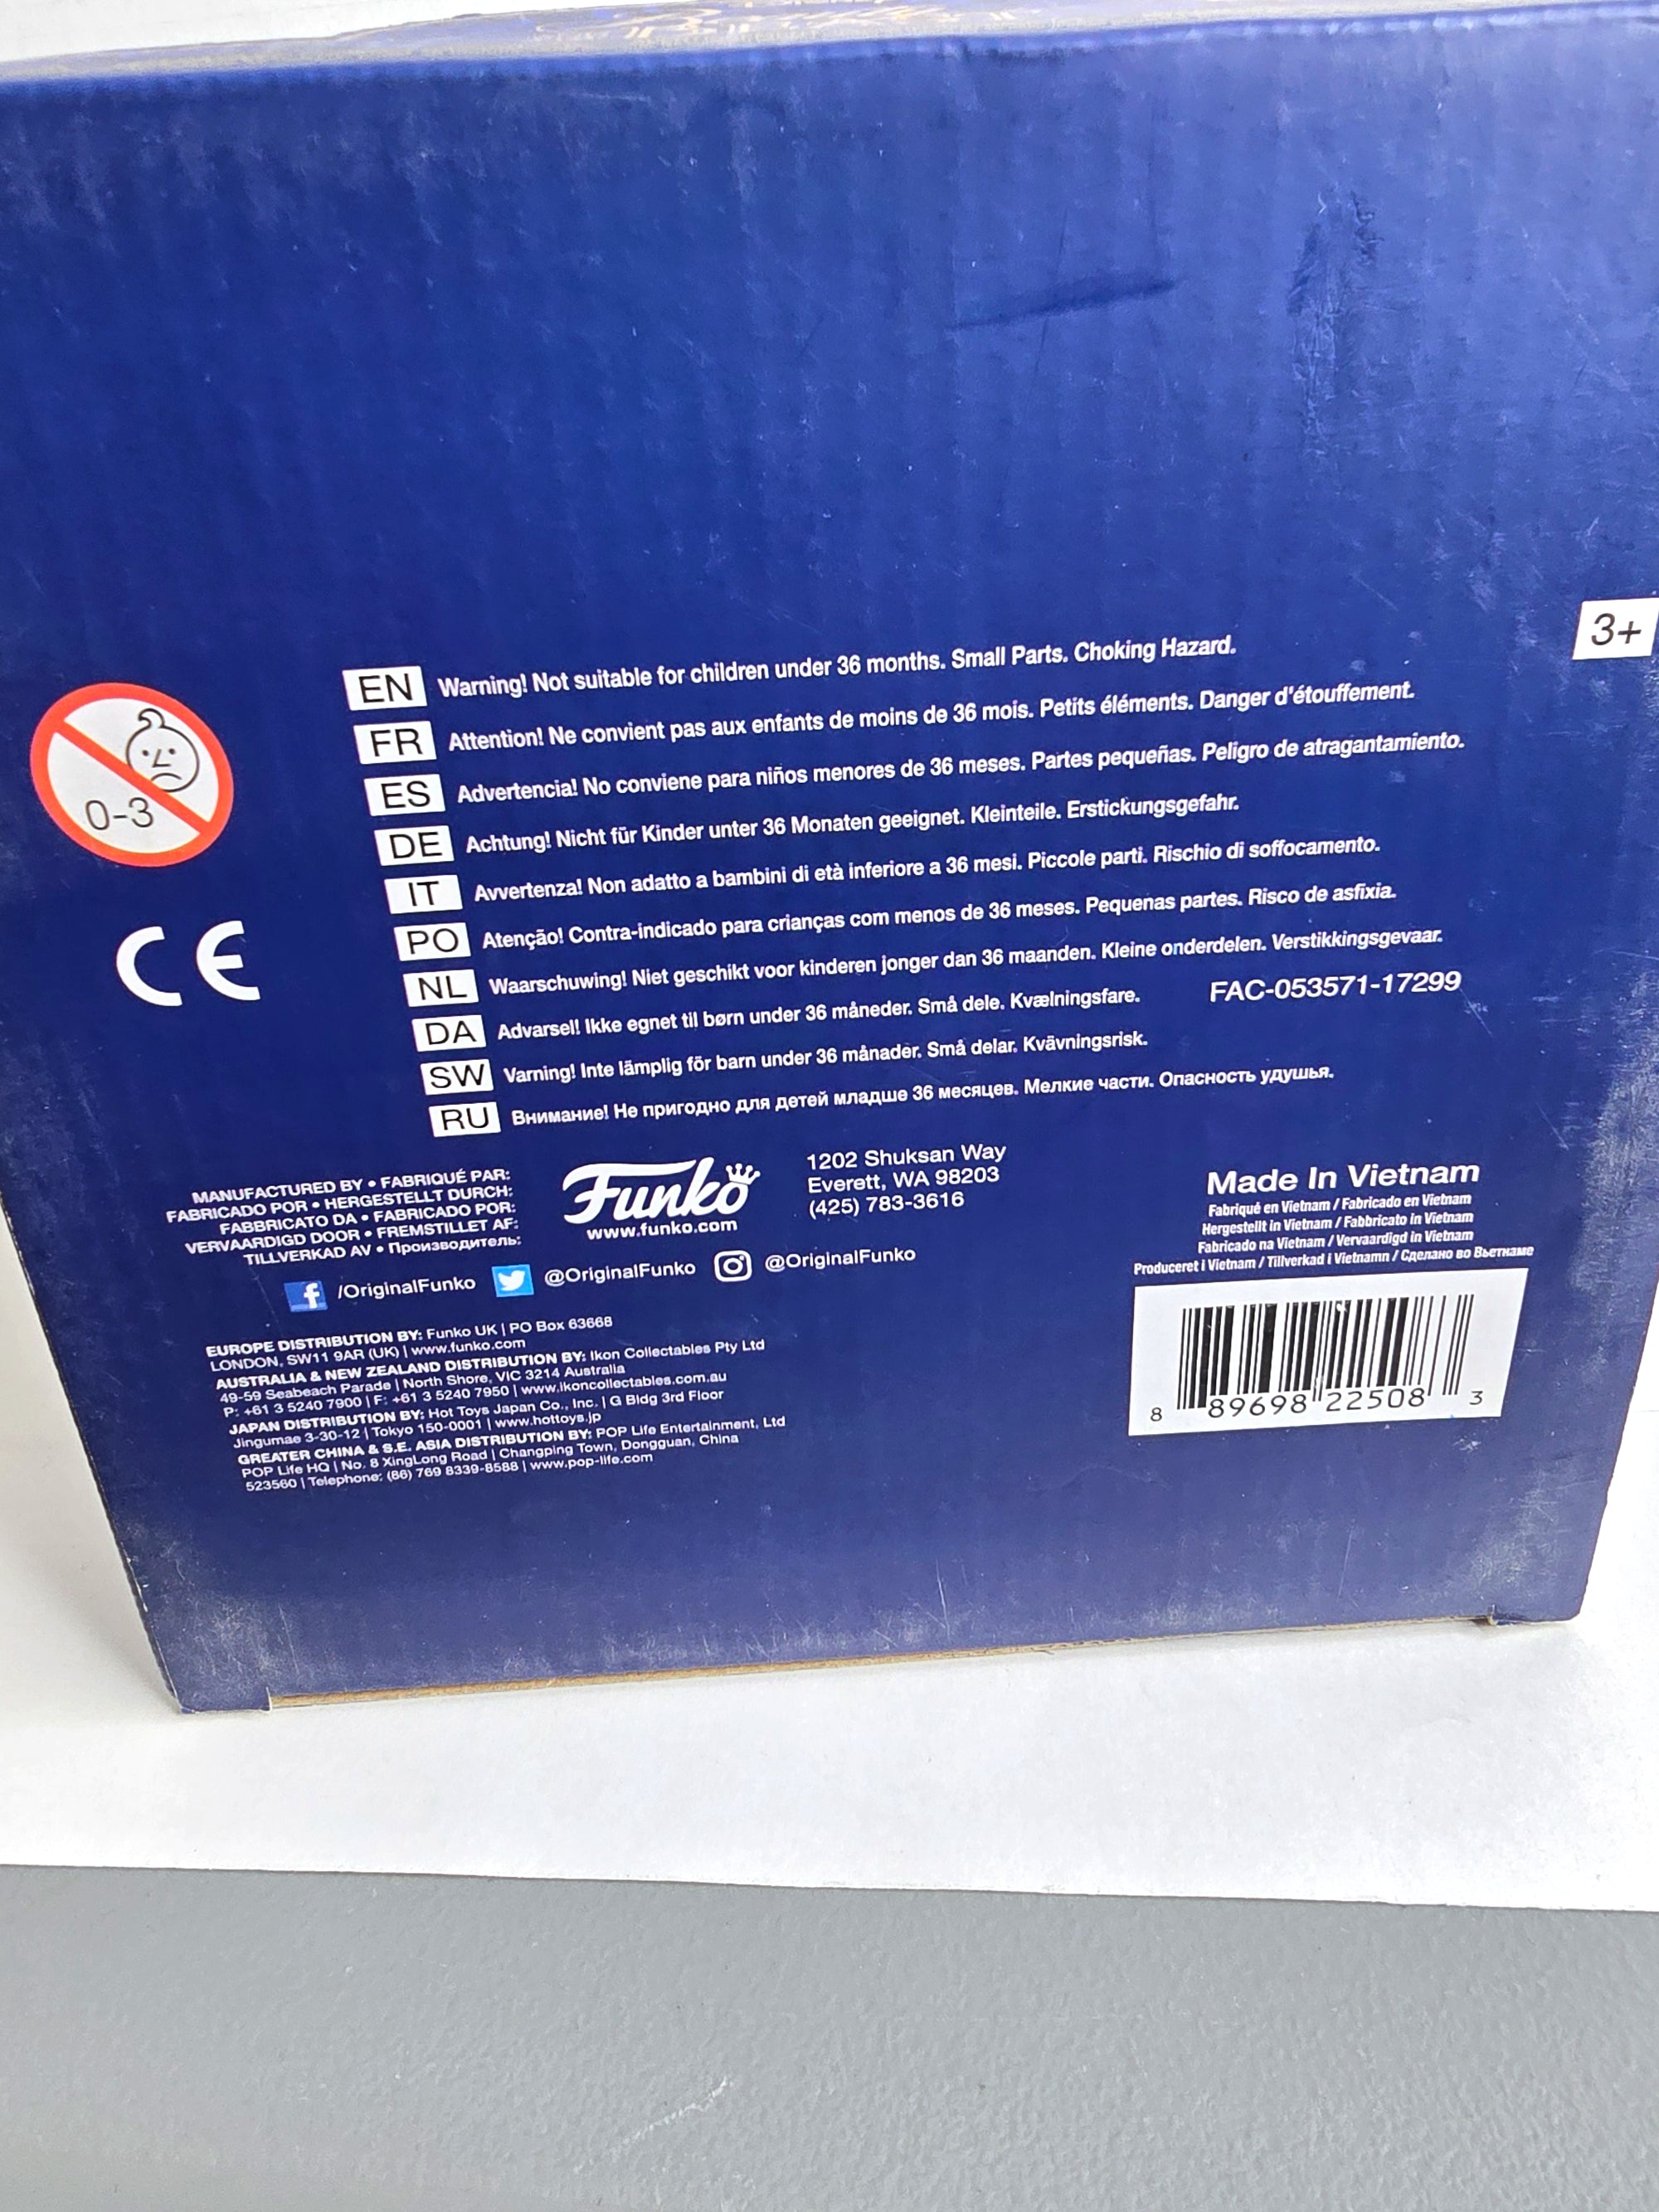 3+
EN Warning! Not suitable for children under 36 months. Small Parts. Choking Hazard.
FR Attention! Ne convient pas aux enfants de moins de 36 mois. Petits éléments. Danger d'étouffement.
ES Advertencia! No conviene para niños menores de 36 meses. Partes pequeñas. Peligro de atragantamiento.
DE Achtung! Nicht für Kinder unter 36 Monaten geeignet. Kleinteile. Erstickungsgefahr.
IT Avvertenza! Non adatto a bambini di età inferiore a 36 mesi. Piccole parti. Rischio di soffocamento.
PO Atenção! Contra-indicado para crianças com menos de 36 meses. Pequenas partes. Risco de asfixia.
NL Waarschuwing! Niet geschikt voor kinderen jonger dan 36 maanden. Kleine onderdelen. Verstikkingsgevaar.
DA Advarsel! Ikke egnet til børn under 36 måneder. Små dele. Kvælningsfare.
SW Varning! Inte lämplig för barn under 36 månader. Små delar. Kvävningsrisk.
RU Внимание! Не пригодно для детей младше 36 месяцев. Мелкие части. Опасность удушья.
0-3
CE
FAC-053571-17299
MANUFACTURED BY • FABRIQUÉ PAR:
FABRICADO POR • HERGESTELLT DURCH:
FABBRICATO DA • FABRICADO POR:
VERVAARDIGD DOOR • FREMSTILLET AF:
TILLVERKAD AV • Производитель:
Funko
www.funko.com
1202 Shuksan Way
Everett, WA 98203
(425) 783-3616
/OriginalFunko @OriginalFunko @OriginalFunko
EUROPE DISTRIBUTION BY: Funko UK | PO Box 63668
LONDON, SW11 9AR (UK) | www.funko.com
AUSTRALIA & NEW ZEALAND DISTRIBUTION BY: Ikon Collectables Pty Ltd
49-59 Seabeach Parade | North Shore, VIC 3214 Australia
P: +61 3 5240 7900 | F: +61 3 5240 7950 | www.ikoncollectables.com.au
JAPAN DISTRIBUTION BY: Hot Toys Japan Co., Inc. | G Bldg 3rd Floor
Jingumae 3-30-12 | Tokyo 150-0001 | www.hottoys.jp
GREATER CHINA & S.E. ASIA DISTRIBUTION BY: POP Life Entertainment, Ltd
POP Life HQ | No. 8 XingLong Road | Changping Town, Dongguan, China
523560 | Telephone: (86) 769 8339-8588 | www.pop-life.com
Made In Vietnam
Fabriqué en Vietnam / Fabricado en Vietnam
Hergestellt in Vietnam / Fabbricato in Vietnam
Fabricado na Vietnam / Vervaardigd in Vietnam
Produceret i Vietnam / Tillverkad i Vietnamn / Сделано во Вьетнаме
8 89698 22508 3